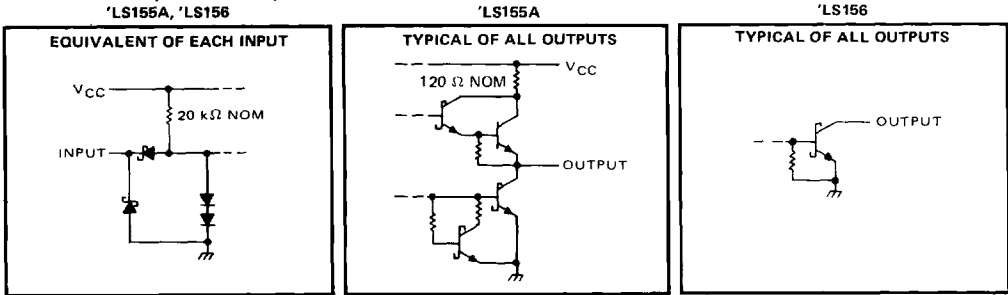 'LS155A, 'LS156
EQUIVALENT OF EACH INPUT
VCC
20 kΩ NOM
INPUT
'LS155A
TYPICAL OF ALL OUTPUTS
VCC
120 Ω NOM
OUTPUT
'LS156
TYPICAL OF ALL OUTPUTS
OUTPUT